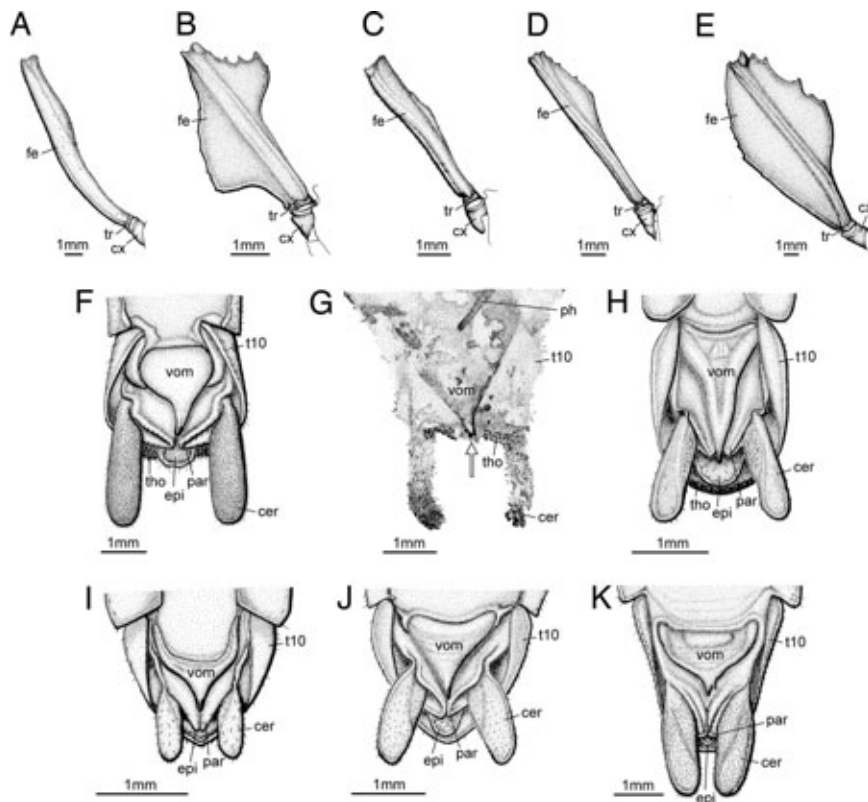 A
B
C
D
E
fe
fe
fe
fe
fe
tr
cx
tr
cx
tr
cx
tr
cx
tr
cx
1mm
1mm
1mm
1mm
1mm
F
G
H
vom
t10
tho
epi
par
cer
1mm
ph
t10
vom
tho
cer
1mm
t10
vom
cer
tho
epi
par
1mm
I
J
K
vom
t10
cer
epi
par
1mm
vom
t10
cer
epi
par
1mm
vom
t10
par
cer
epi
1mm